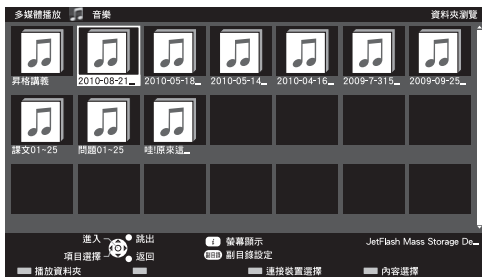 多媒體播放 音樂 資料夾瀏覽
昇格講義 2010-08-21... 2010-05-18... 2010-05-14... 2010-04-16... 2009-7-315... 2009-09-25...
課文01~25 問題01~25 哇!原來這...
進入 跳出 i 螢幕顯示 JetFlash Mass Storage De...
項目選擇 返回 副目錄 副目錄設定
播放資料夾 連接裝置選擇 內容選擇